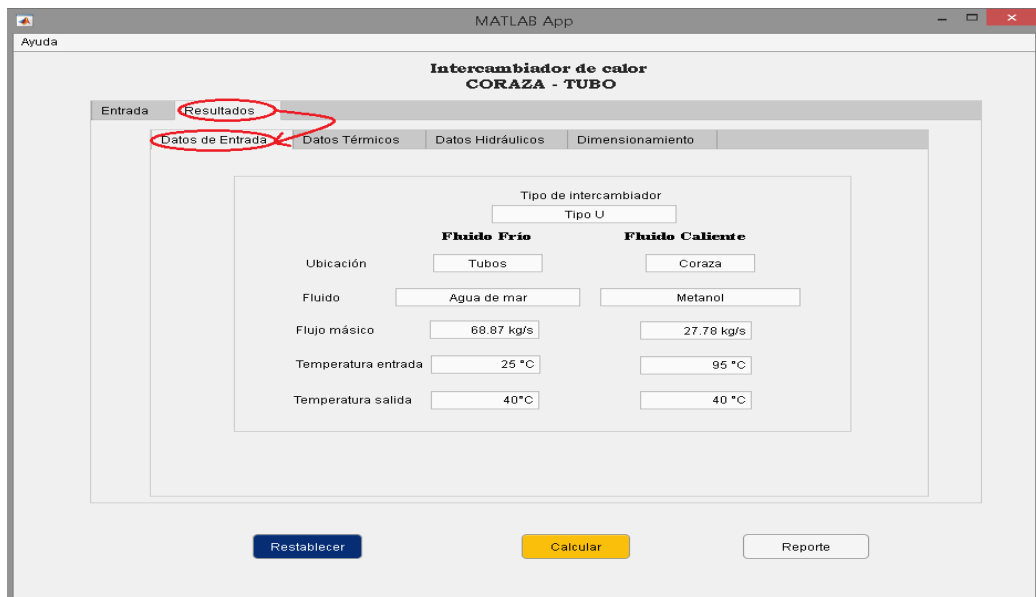 MATLAB App
Ayuda
Intercambiador de calor
CORAZA - TUBO
Entrada Resultados
Datos de Entrada Datos Térmicos Datos Hidráulicos Dimensionamiento
Tipo de intercambiador
Tipo U
Fluido Frío Fluido Caliente
Ubicación Tubos Coraza
Fluido Agua de mar Metanol
Flujo másico 68.87 kg/s 27.78 kg/s
Temperatura entrada 25 °C 95 °C
Temperatura salida 40°C 40 °C
Restablecer Calcular Reporte